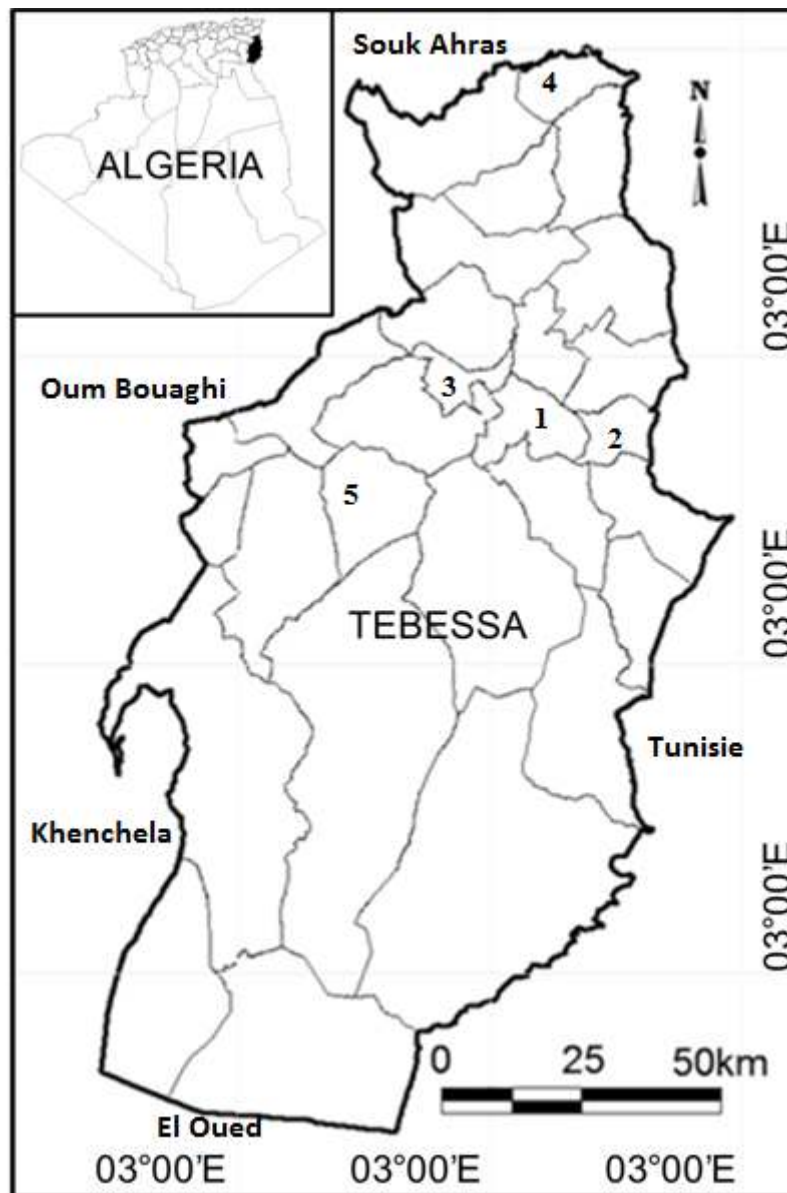 Souk Ahras
4
N
ALGERIA
03°00'E
Oum Bouaghi
3
1
2
5
03°00'E
TEBESSA
Tunisie
Khenchela
03°00'E
0 25 50km
El Oued
03°00'E 03°00'E 03°00'E